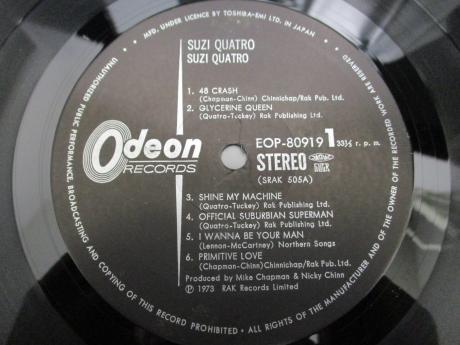 MFD. UNDER LICENCE BY TOSHIBA-EMI LTD. IN JAPAN
SUZI QUATRO
SUZI QUATRO
1. 48 CRASH
(Chapman-Chinn) Chinnichap/Rak Pub. Ltd.
2. GLYCERINE QUEEN
(Quatro-Tuckey) Rak Publishing Ltd.
Odeon
RECORDS
EOP-80919 1 33⅓ r.p.m.
STEREO
(SRAK 505A)
3. SHINE MY MACHINE
(Quatro-Tuckey) Rak Publishing Ltd.
4. OFFICIAL SUBURBIAN SUPERMAN
(Quatro-Tuckey) Rak Publishing Ltd.
5. I WANNA BE YOUR MAN
(Lennon-McCartney) Northern Songs
6. PRIMITIVE LOVE
(Chapman-Chinn)Chinnichap/Rak Pub. Ltd.
Produced by Mike Chapman & Nicky Chinn
Ⓟ 1973 RAK Records Limited
UNAUTHORIZED PUBLIC PERFORMANCE, BROADCASTING AND COPYING OF THIS RECORD PROHIBITED • ALL RIGHTS OF THE MANUFACTURER AND OF THE OWNER OF THE RECORDED WORK ARE RESERVED